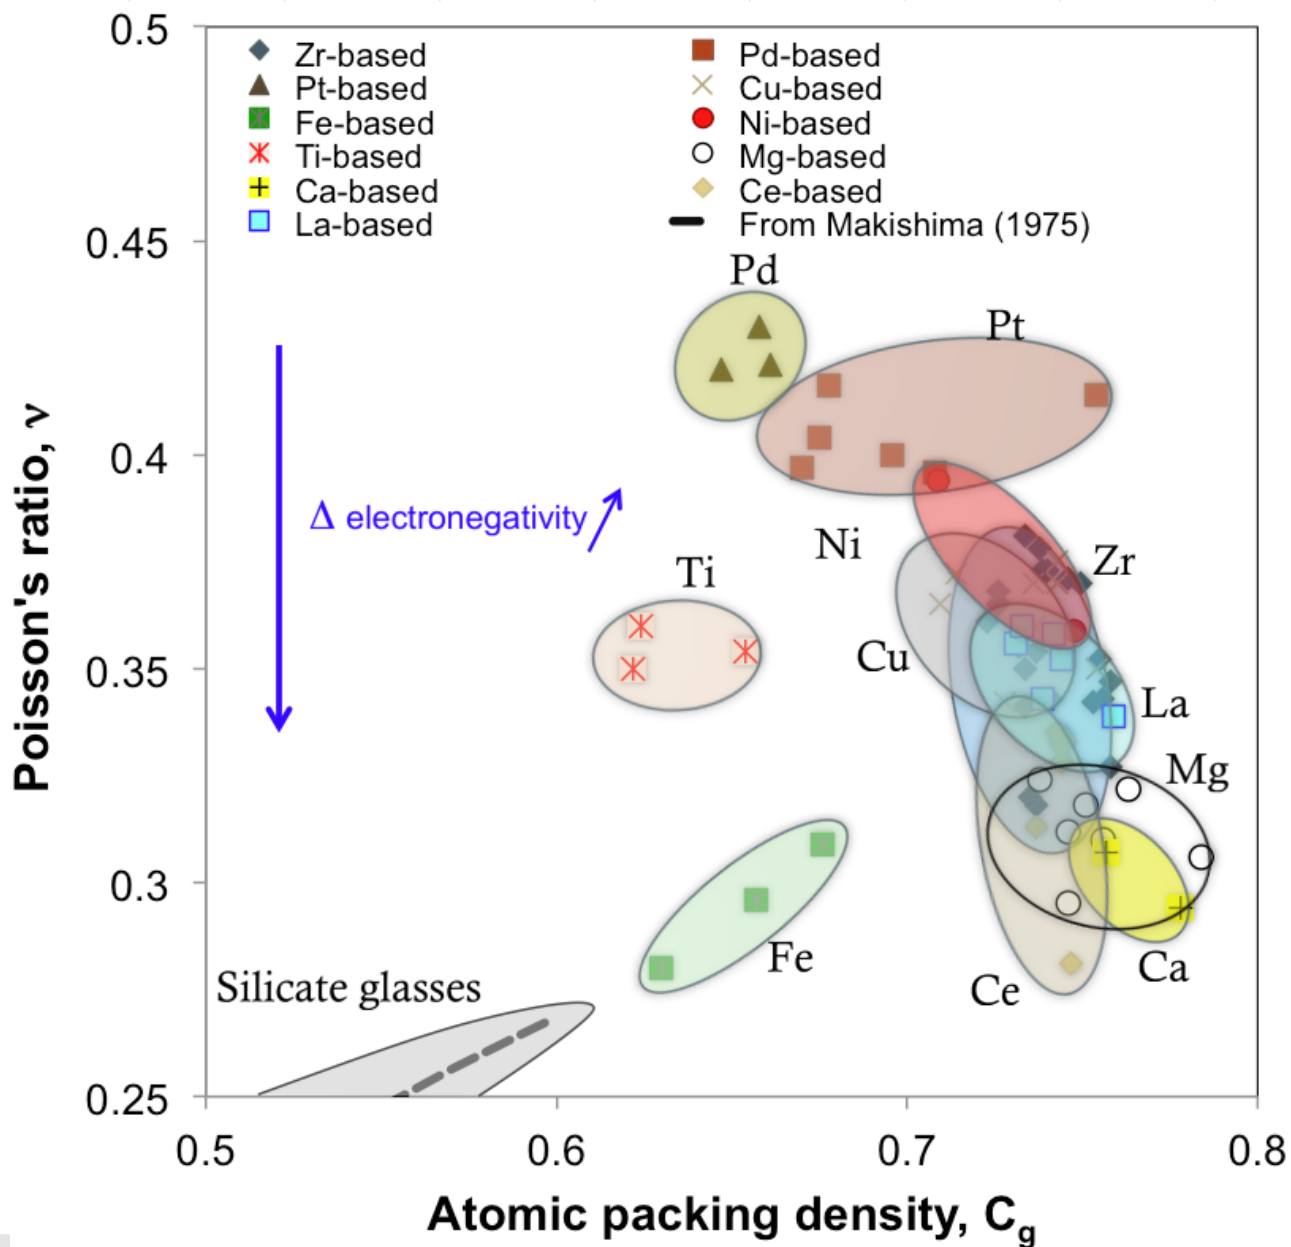 0.5
Zr-based
Pd-based
Pt-based
Cu-based
Fe-based
Ni-based
Ti-based
Mg-based
Ca-based
Ce-based
La-based
From Makishima (1975)
0.45
Pd
Pt
0.4
Δ electronegativity
Ni
Zr
Ti
Cu
0.35
La
Mg
0.3
Fe
Ca
Ce
Silicate glasses
0.25
0.5
0.6
0.7
0.8
Poisson's ratio, ν
Atomic packing density, Cg